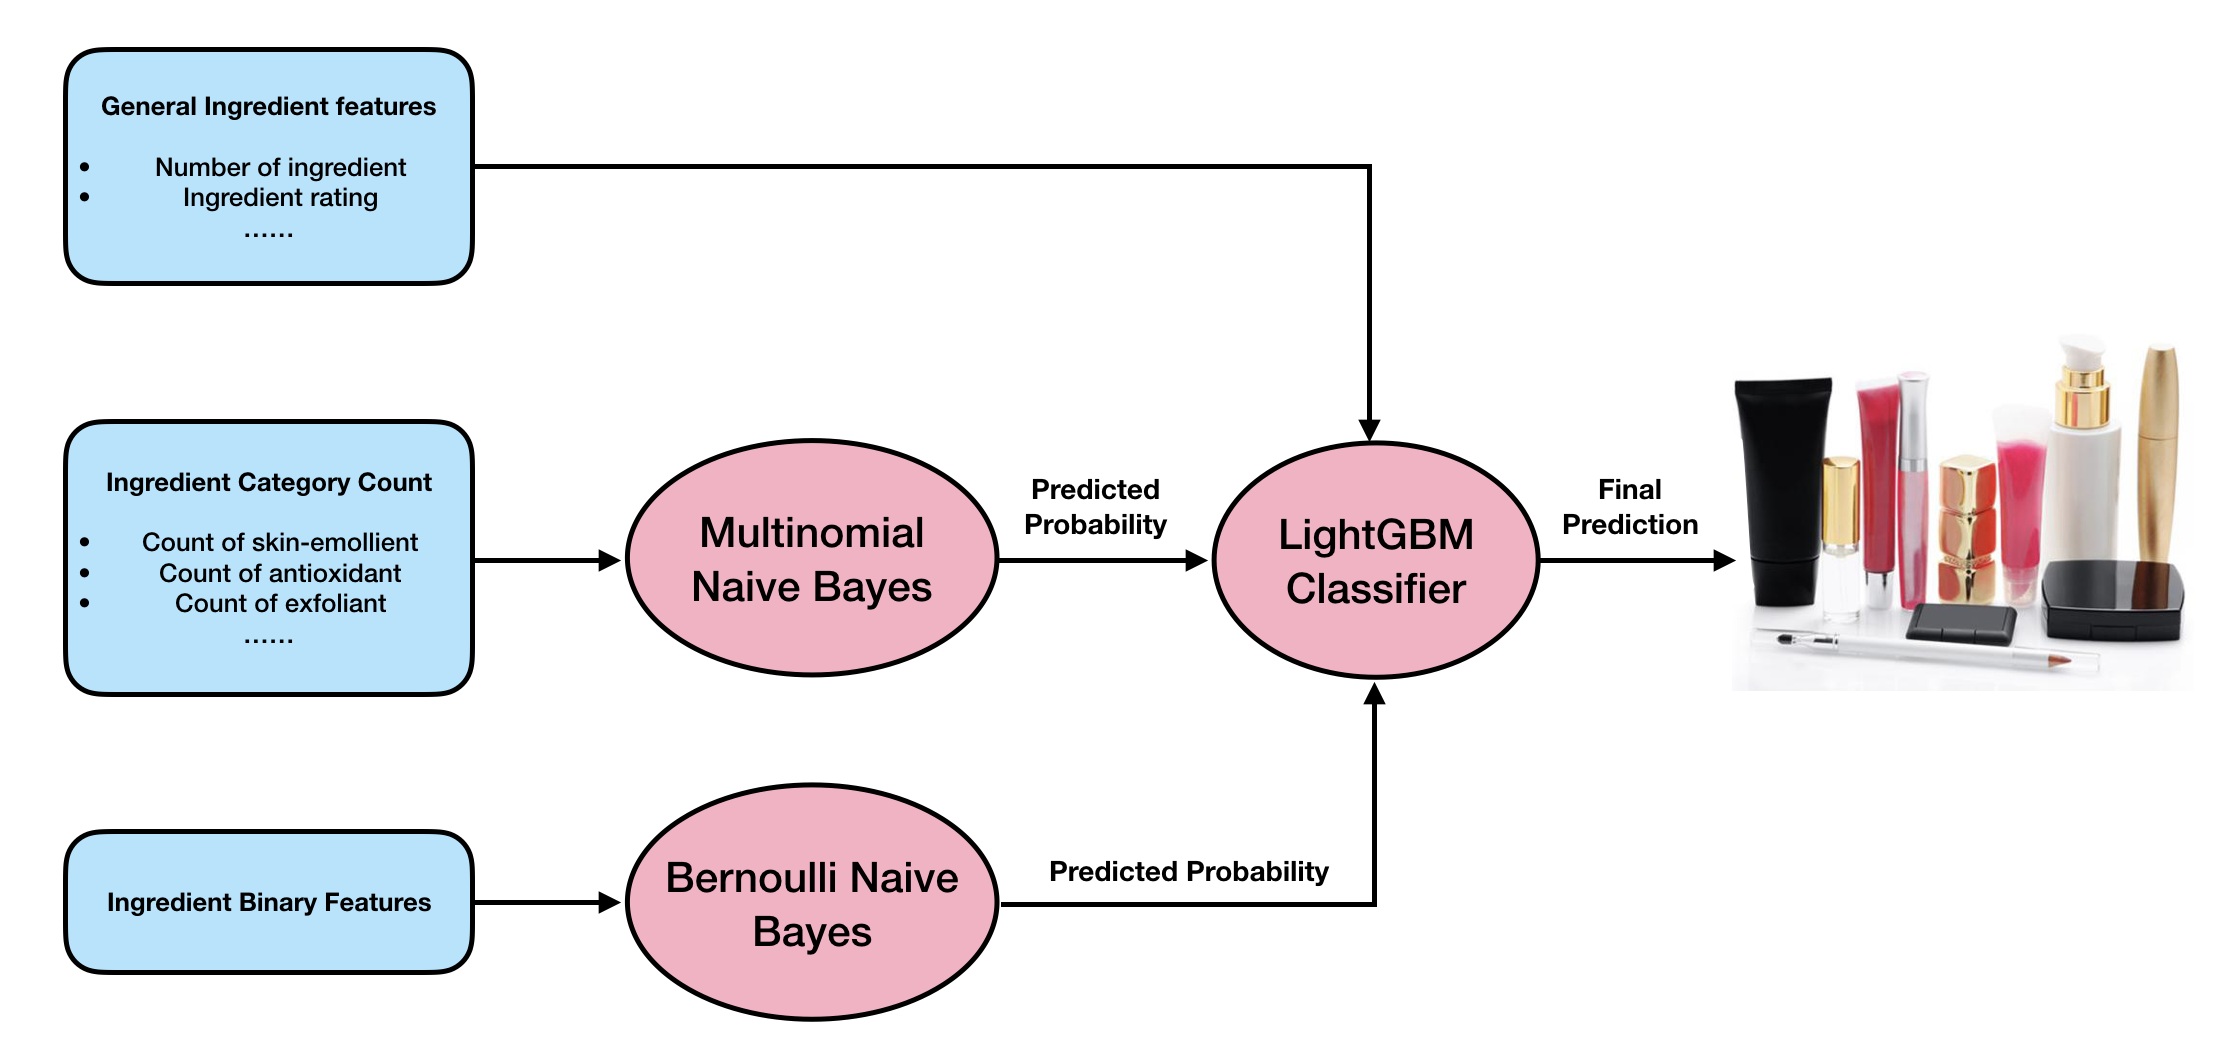 General Ingredient features
• Number of ingredient
• Ingredient rating
......
Ingredient Category Count
• Count of skin-emollient
• Count of antioxidant
• Count of exfoliant
......
Multinomial
Naive Bayes
Predicted
Probability
LightGBM
Classifier
Final
Prediction
Ingredient Binary Features
Bernoulli Naive
Bayes
Predicted Probability